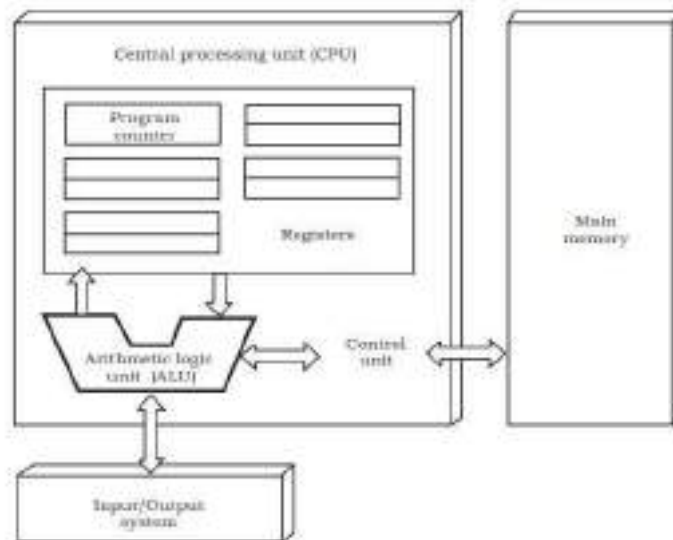 Central processing unit (CPU)
Program
counter
Registers
Main
memory
Arithmetic logic
unit (ALU)
Control
unit
Input/Output
system